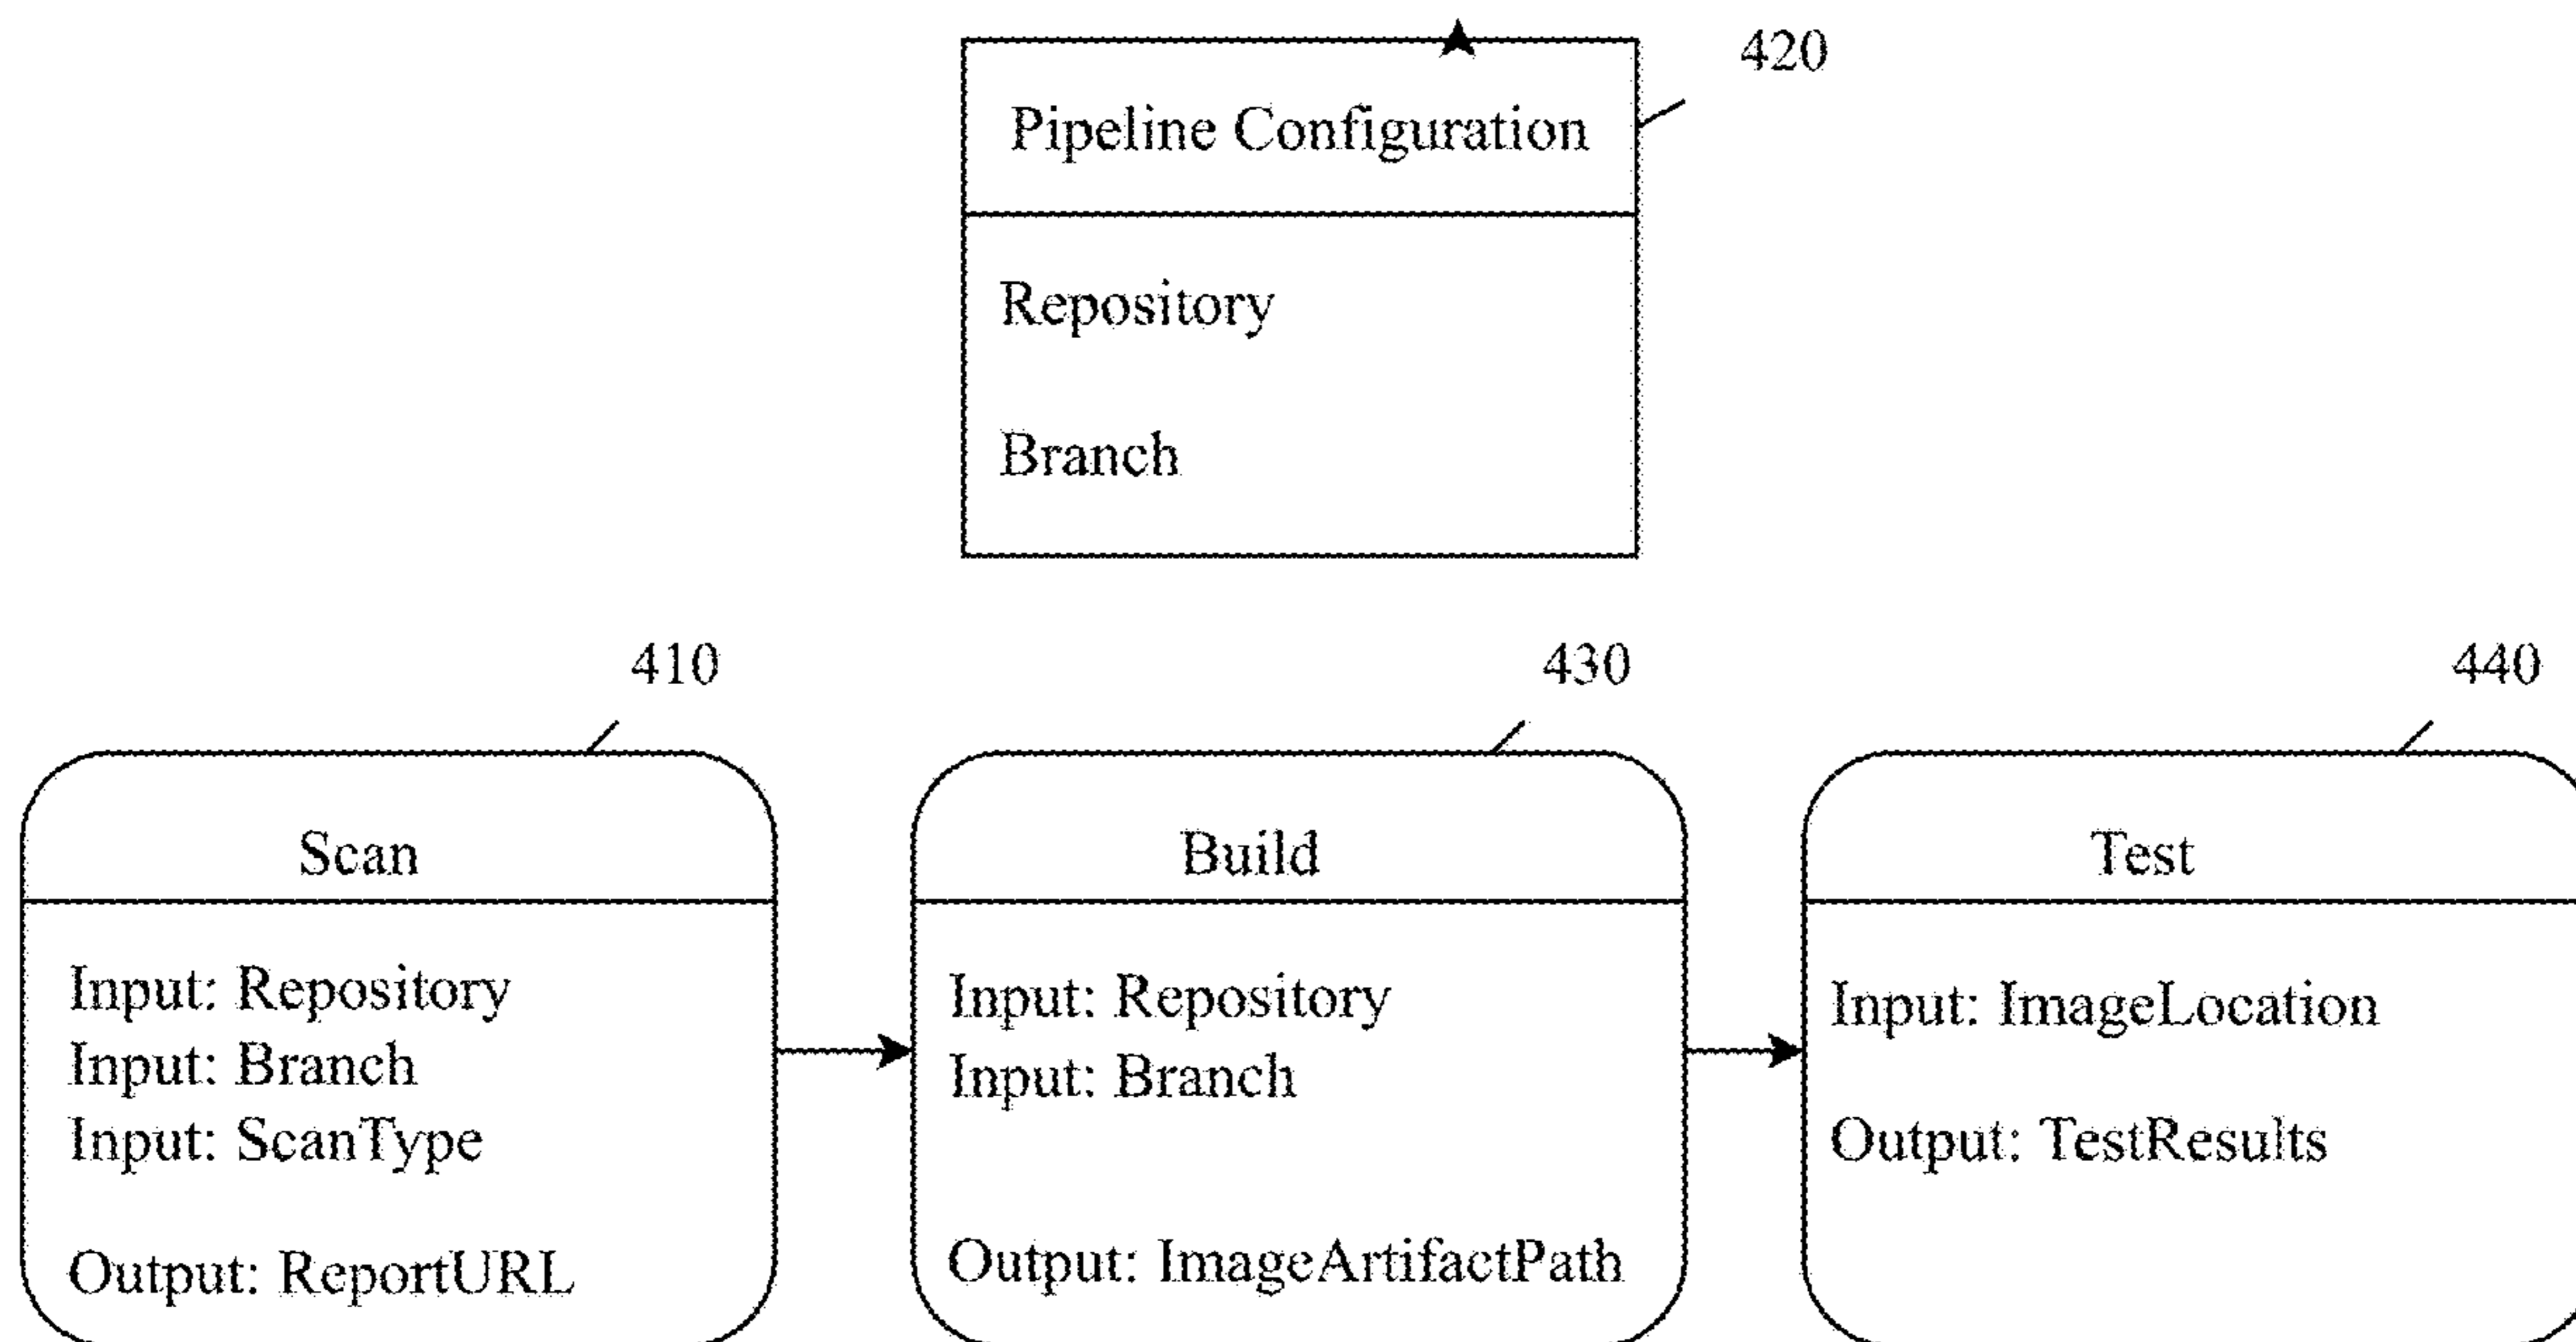 420
Pipeline Configuration
Repository
Branch
410
430
440
Scan
Input: Repository
Input: Branch
Input: ScanType
Output: ReportURL
Build
Input: Repository
Input: Branch
Output: ImageArtifactPath
Test
Input: ImageLocation
Output: TestResults